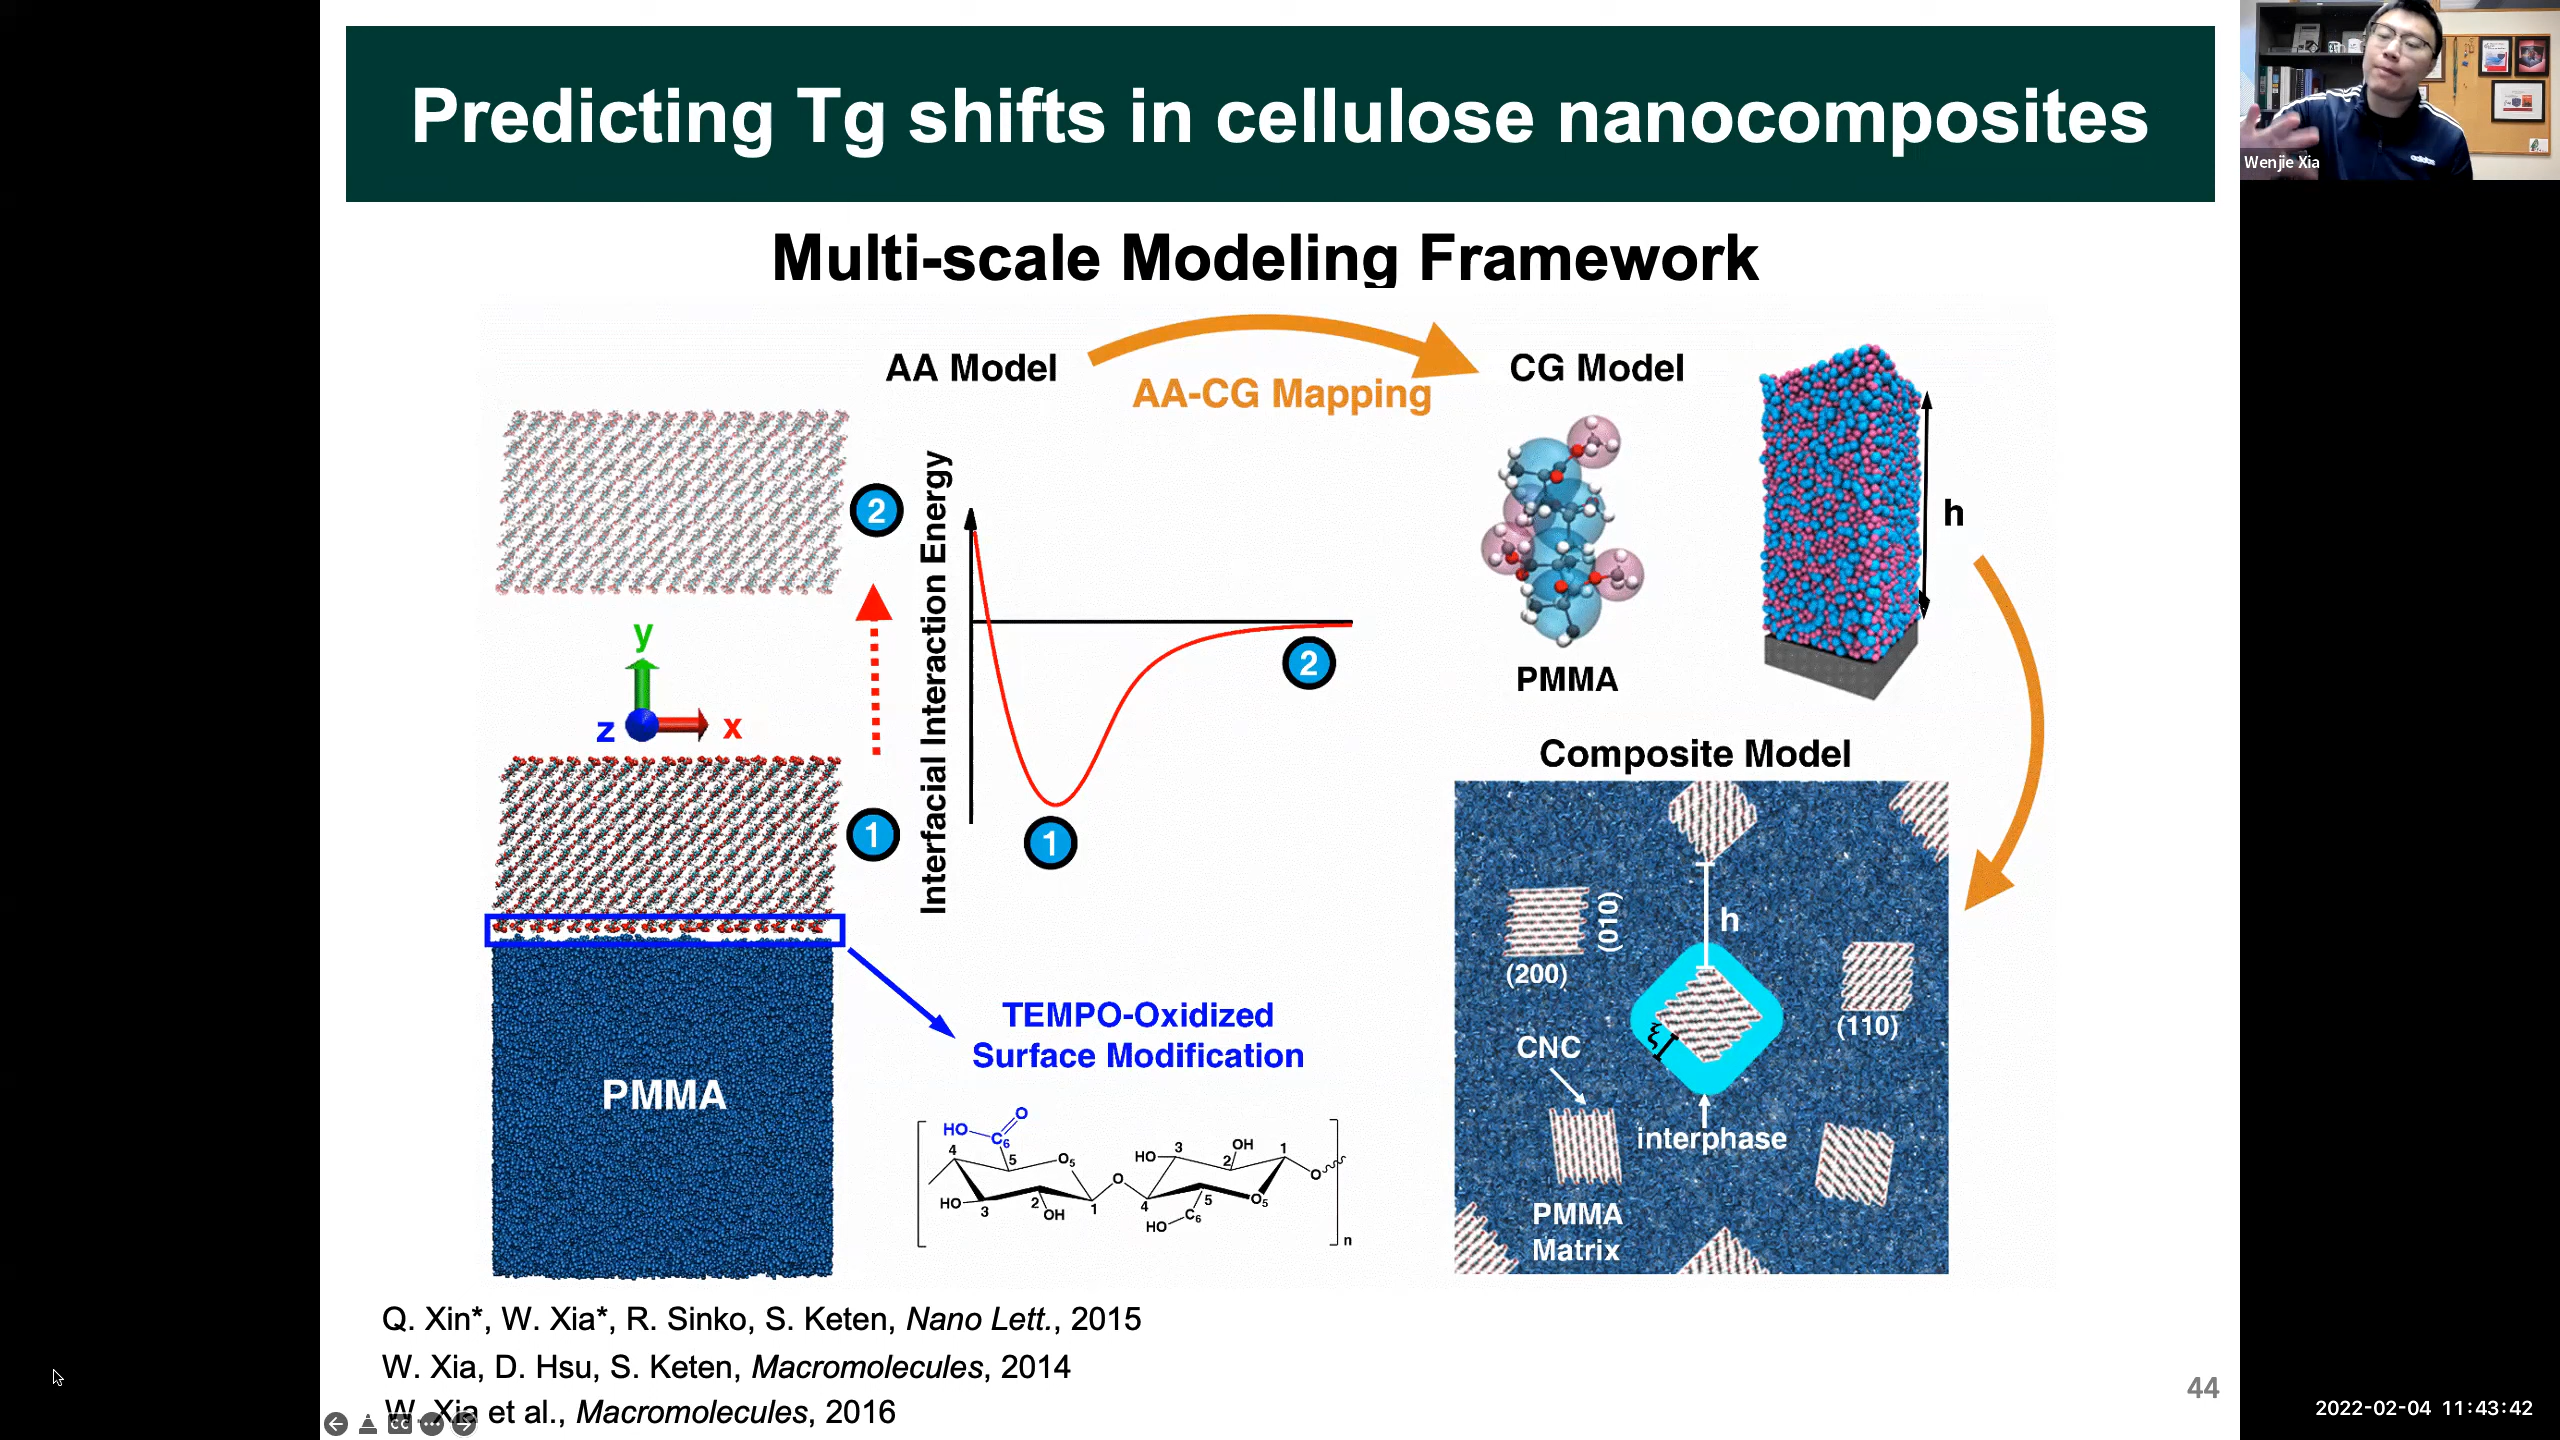 Predicting Tg shifts in cellulose nanocomposites
Wenjie Xia
Multi-scale Modeling Framework
AA Model
AA-CG Mapping
CG Model
2
Interfacial Interaction Energy
h
y
z
x
2
1
1
PMMA
Composite Model
(010)
(200)
h
(110)
ξ
CNC
interphase
PMMA
Matrix
TEMPO-Oxidized
Surface Modification
PMMA
HO
C6
O
4
5
O5
HO
3
2
OH
1
O
HO
3
2
OH
1
O
4
5
O5
HO
C6
n
Q. Xin*, W. Xia*, R. Sinko, S. Keten, Nano Lett., 2015
W. Xia, D. Hsu, S. Keten, Macromolecules, 2014
W. Xia et al., Macromolecules, 2016
CC
44
2022-02-04 11:43:42